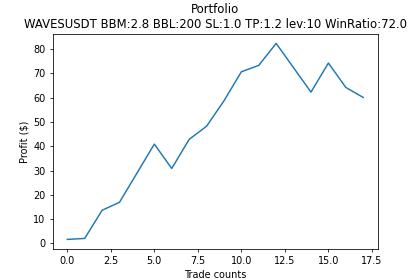 Portfolio
WAVESUSDT BBM:2.8 BBL:200 SL:1.0 TP:1.2 lev:10 WinRatio:72.0
Profit ($)
80
70
60
50
40
30
20
10
0
0.0 2.5 5.0 7.5 10.0 12.5 15.0 17.5
Trade counts